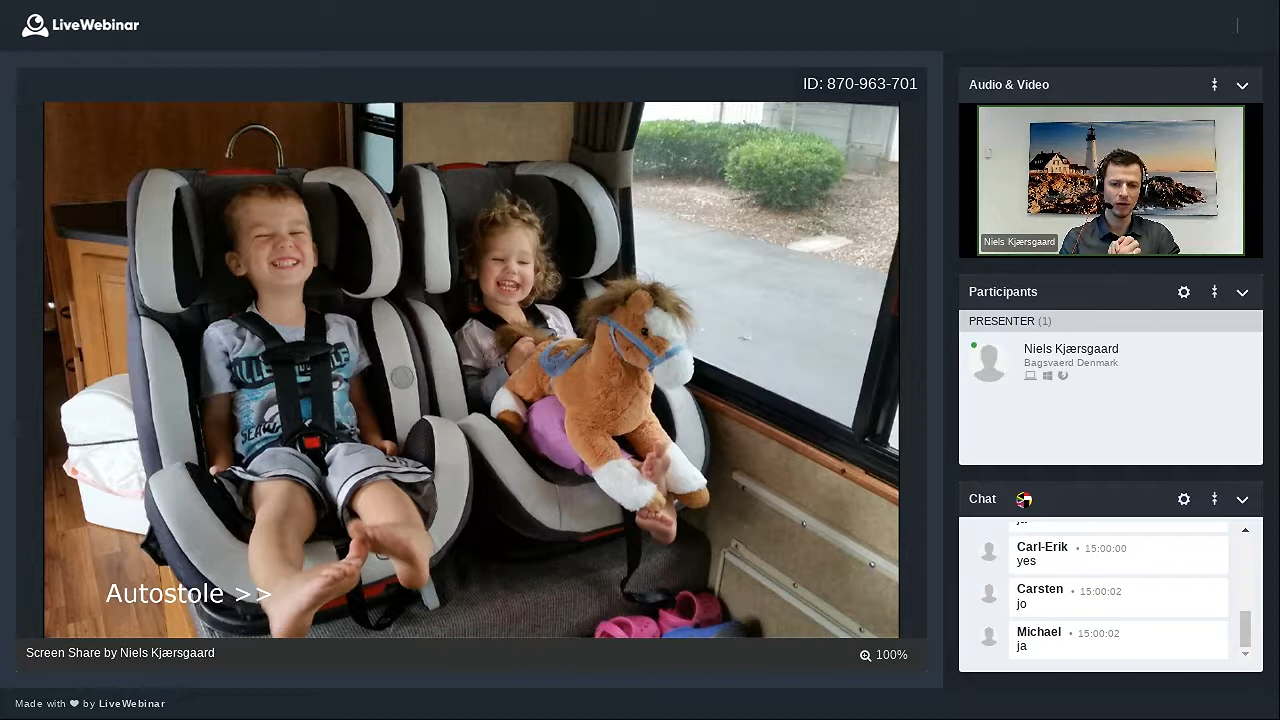 LiveWebinar
ID: 870-963-701
Autostole >>
Screen Share by Niels Kjærsgaard
100%
Audio & Video
Niels Kjærsgaard
Participants
PRESENTER (1)
Niels Kjærsgaard
Bagsvaerd Denmark
Chat
Carl-Erik • 15:00:00
yes
Carsten • 15:00:02
jo
Michael • 15:00:02
ja
Made with ❤ by LiveWebinar